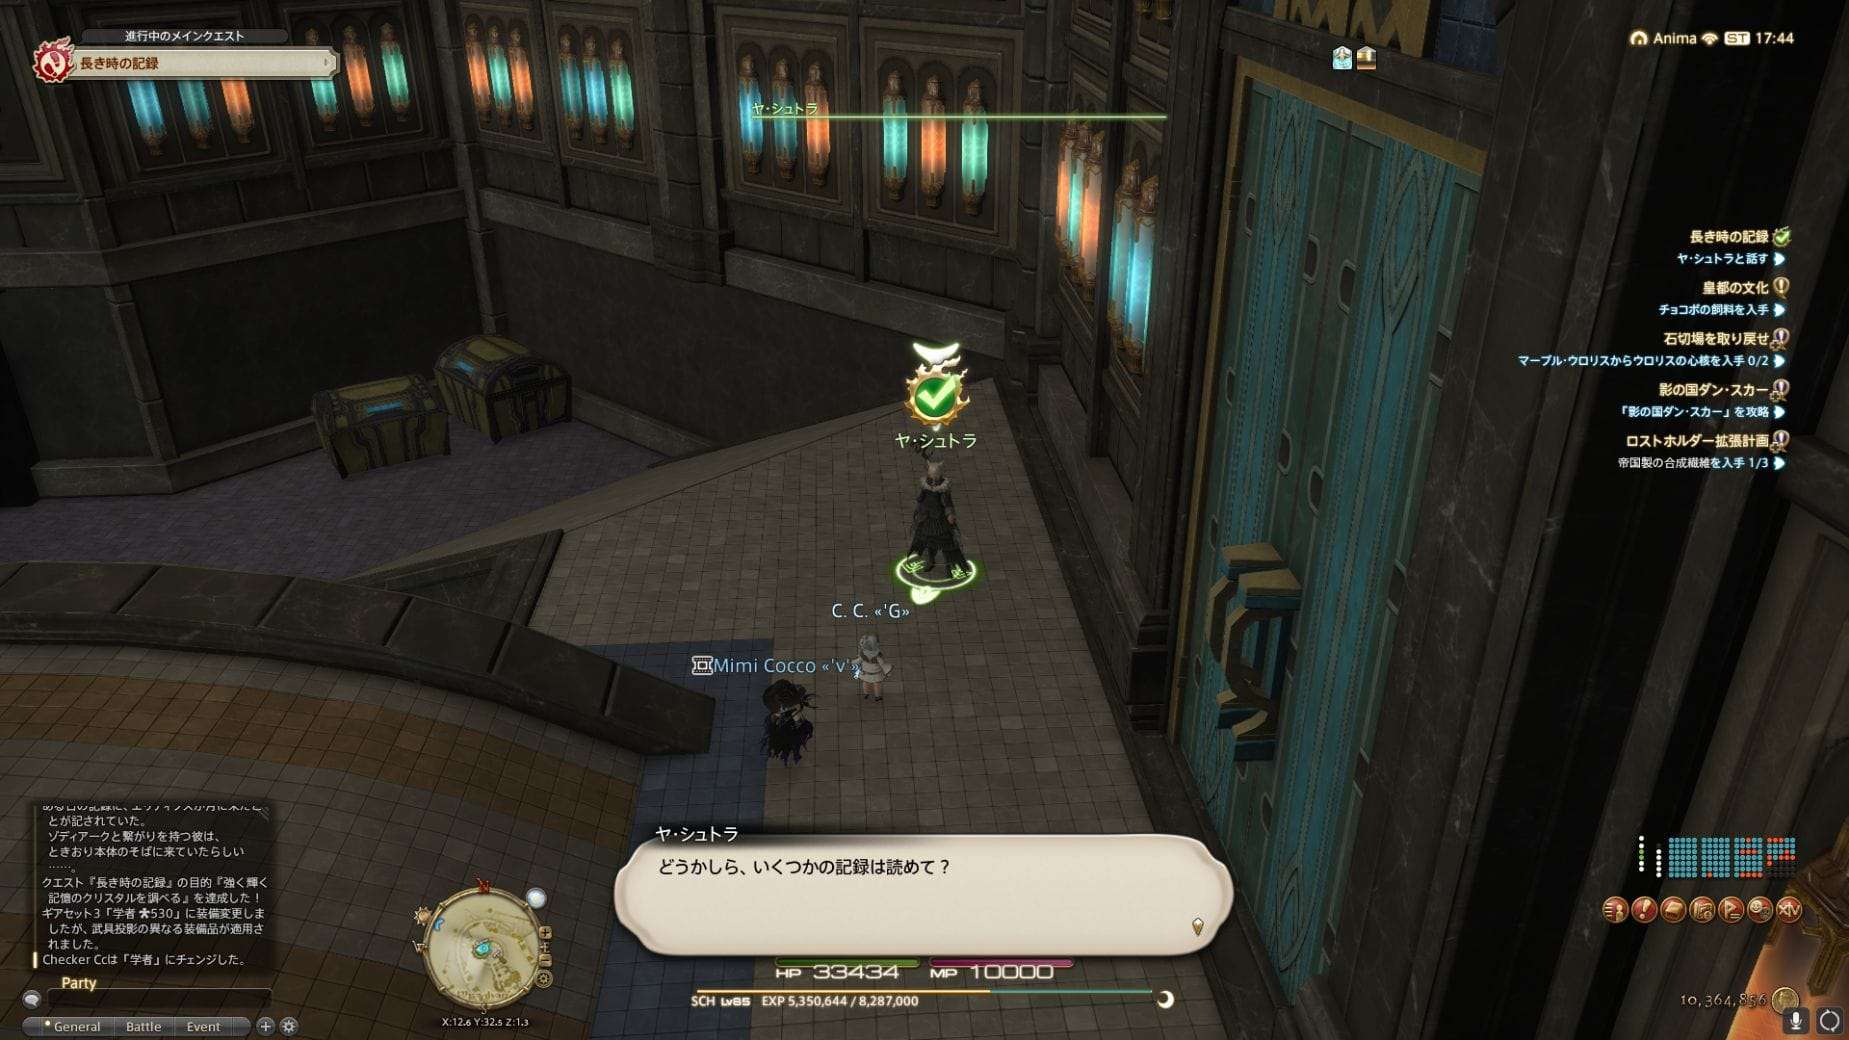 進行中のメインクエスト
長き時の記録
Anima ST 17:44
ヤ・シュトラ
長き時の記録
ヤ・シュトラと話す
皇都の文化
チョコボの飼料を入手
石切場を取り戻せ
マーブル・ウロリスからウロリスの心核を入手 0/2
影の国ダン・スカー
「影の国ダン・スカー」を攻略
ロストホルダー拡張計画
帝国製の合成繊維を入手 1/3
ヤ・シュトラ
C. C. «'G»
Mimi Cocco «'v'»
ヤ・シュトラ
どうかしら、いくつかの記録は読めて？
とが記されていた。
ゾディアークと繋がりを持つ彼は、
ときおり本体のそばに来ていたらしい
……。
クエスト『長き時の記録』の目的『強く輝く
記憶のクリスタルを調べる』を達成した！
ギアセット3「学者 ★530」に装備変更しま
したが、武具投影の異なる装備品が適用さ
れました。
Checker Ccは「学者」にチェンジした。
Party
General Battle Event
N
X:12.6 Y:32.5 Z:1.3
HP 33434 MP 10000
SCH Lv85 EXP 5,350,644 / 8,287,000
XIV
10,364,856